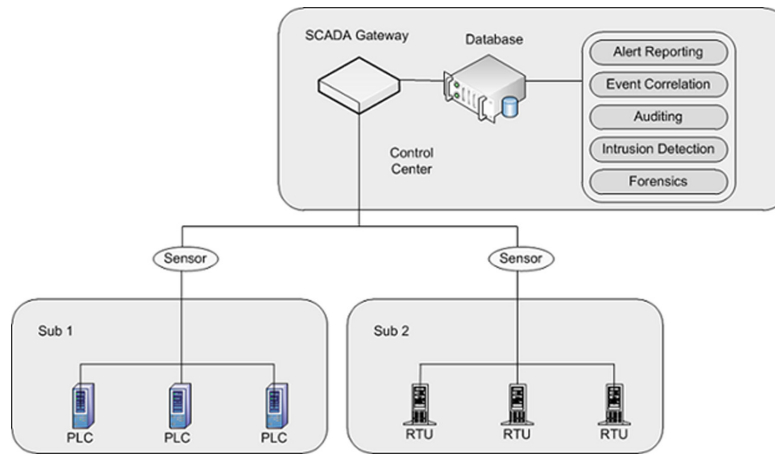 SCADA Gateway
Database
Alert Reporting
Event Correlation
Auditing
Intrusion Detection
Forensics
Control
Center
Sensor
Sensor
Sub 1
Sub 2
PLC
PLC
PLC
RTU
RTU
RTU